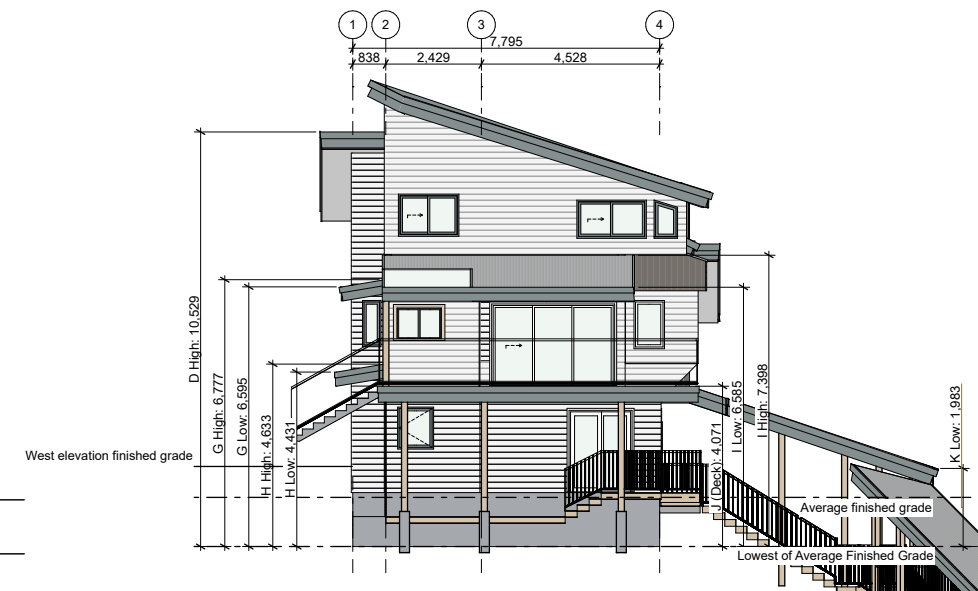 1 2 3 4
7,795
838 2,429 4,528
D High: 10,529
G High: 6,777
G Low: 6,595
H High: 4,633
H Low: 4,431
J (Deck): 4,071
I Low: 6,585
I High: 7,398
K Low: 1,983
West elevation finished grade
Average finished grade
Lowest of Average Finished Grade